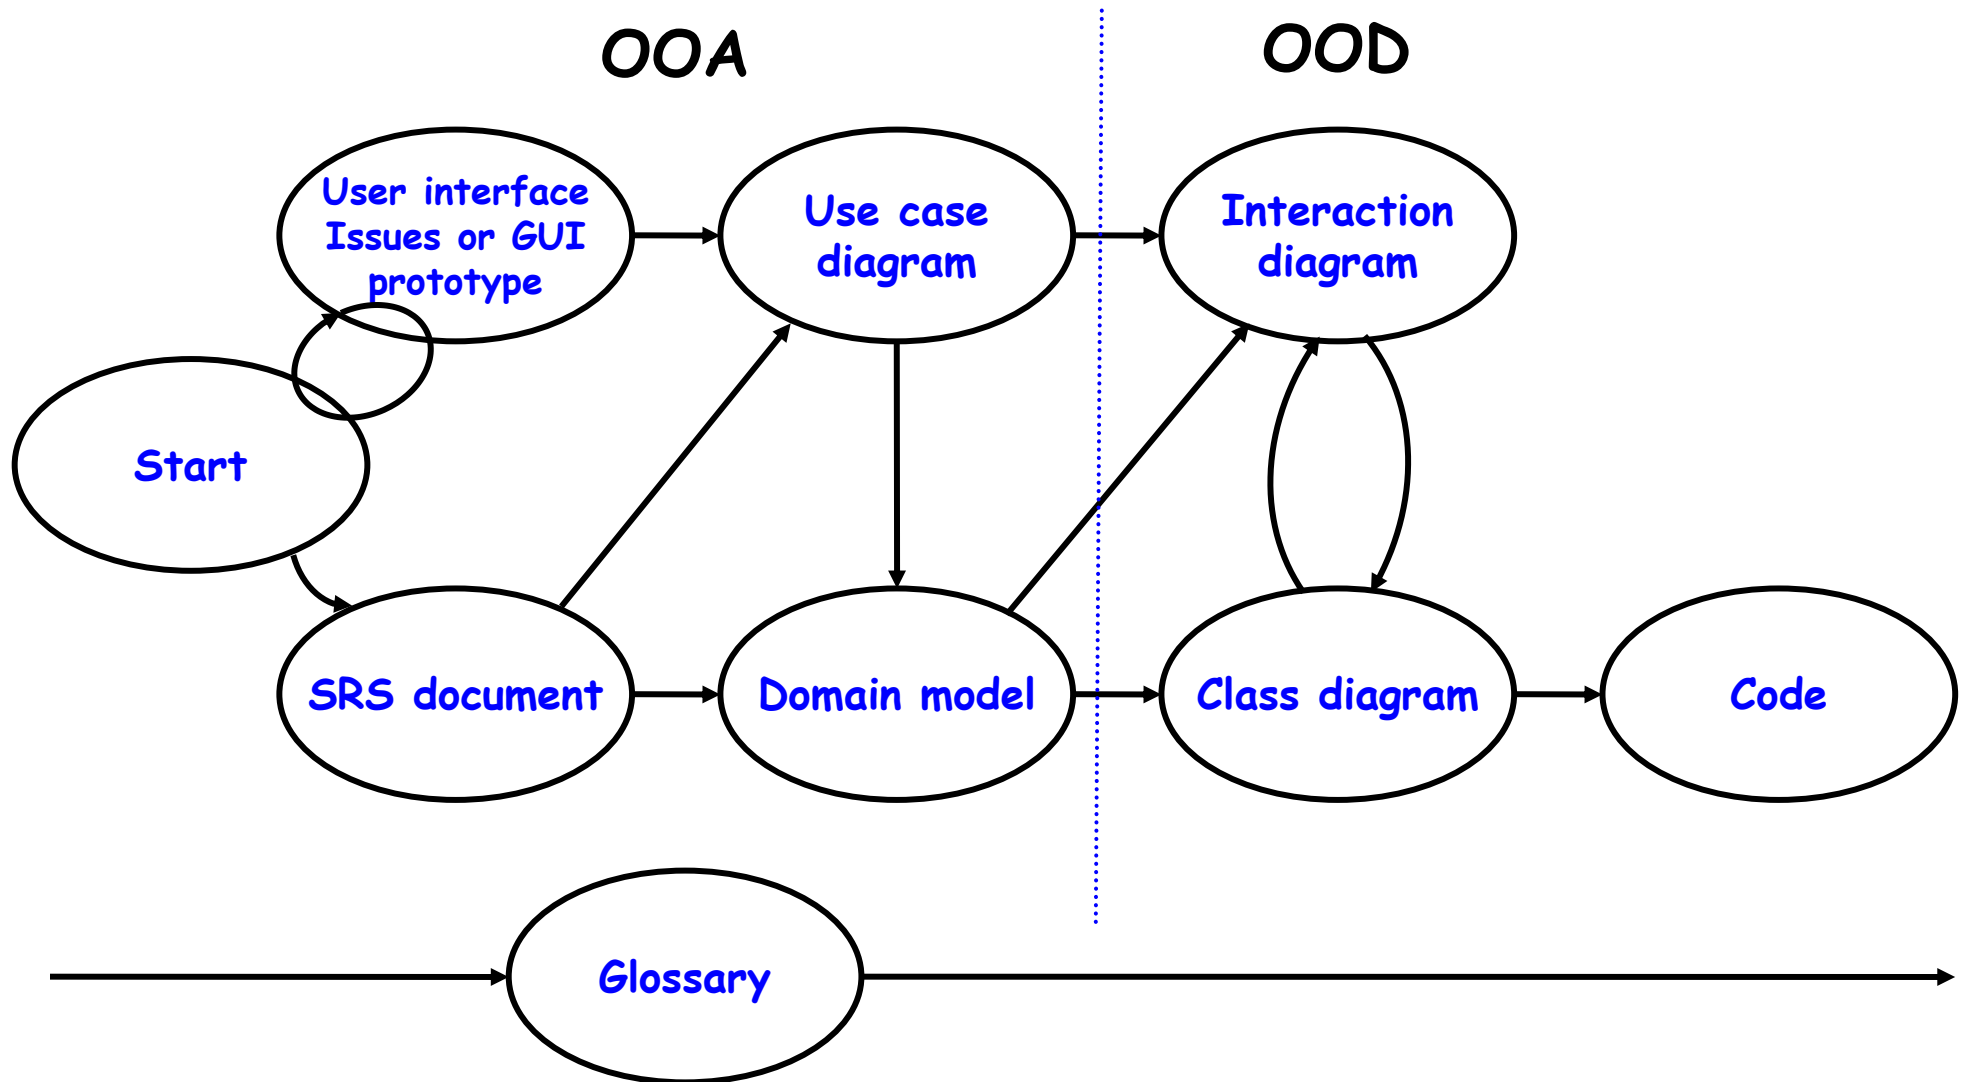 OOA
OOD
User interface
Issues or GUI
prototype
Use case
diagram
Interaction
diagram
Start
SRS document
Domain model
Class diagram
Code
Glossary